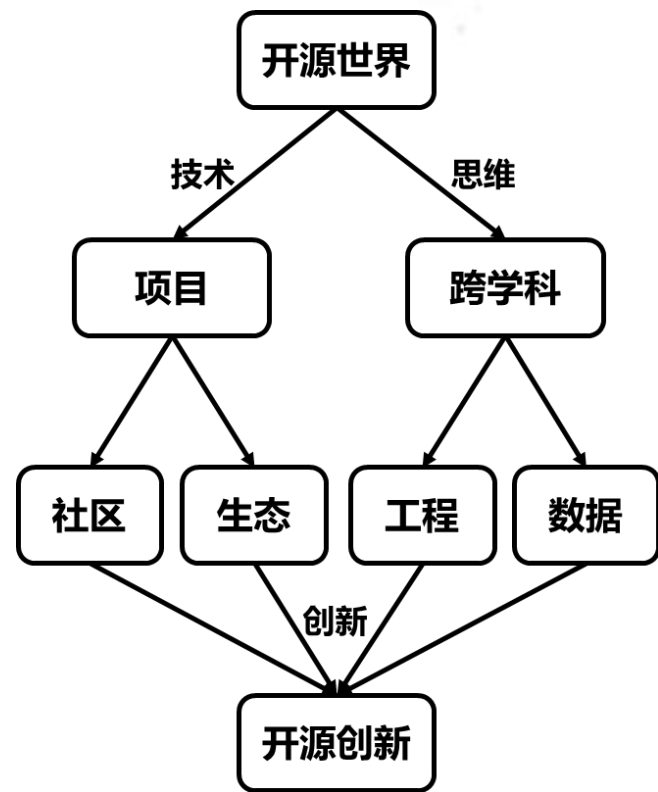 开源世界
技术
思维
项目
跨学科
社区
生态
工程
数据
创新
开源创新